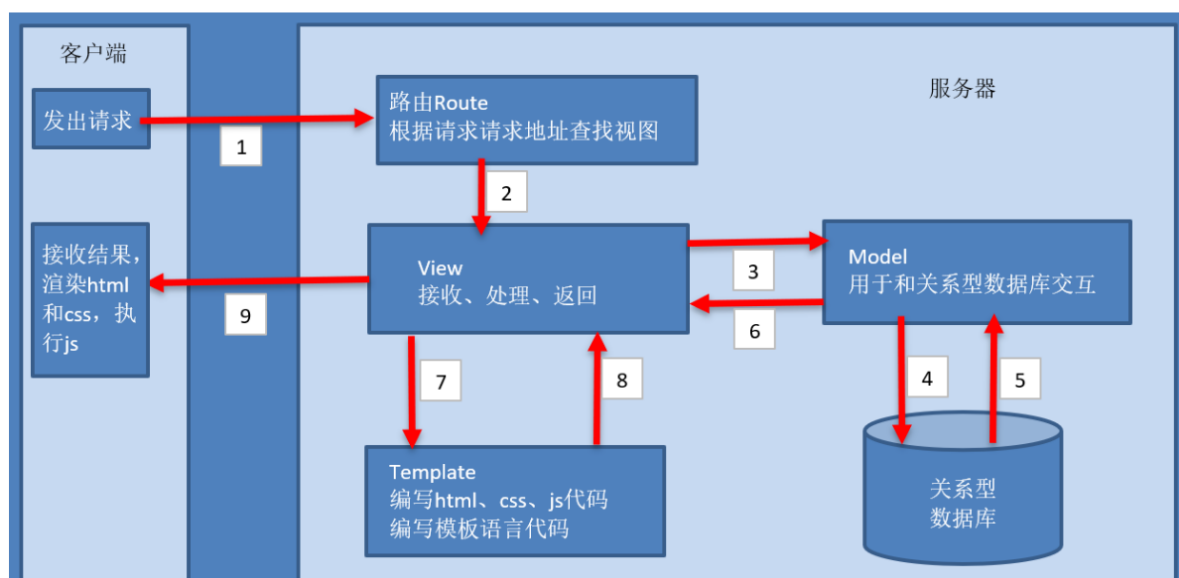 客户端
服务器
发出请求
1
路由Route
根据请求请求地址查找视图
2
接收结果，
渲染html
和css，执
行js
9
View
接收、处理、返回
3
6
Model
用于和关系型数据库交互
7
8
4
5
Template
编写html、css、js代码
编写模板语言代码
关系型
数据库